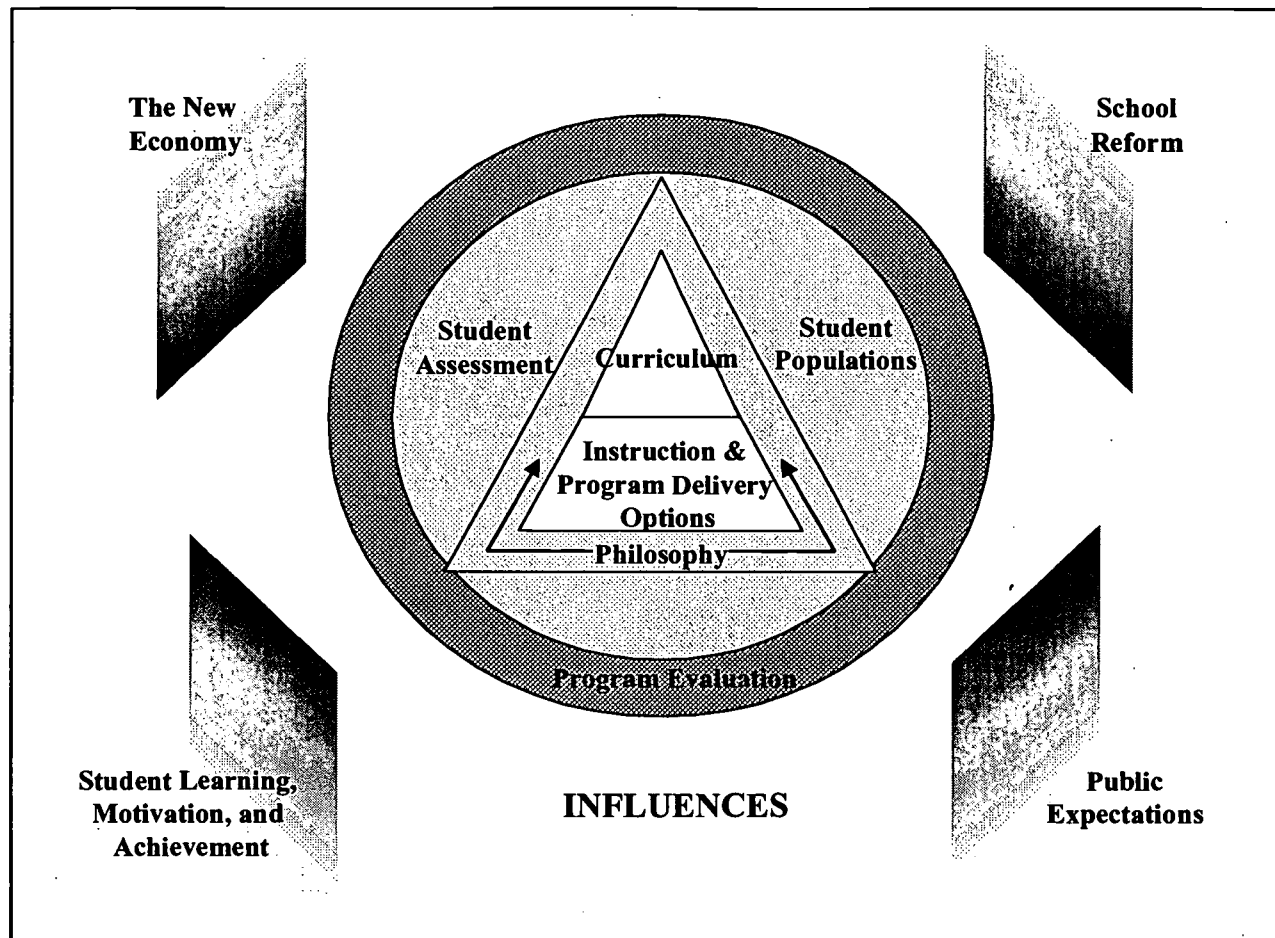 The New
Economy
School
Reform
Student
Assessment
Student
Populations
Curriculum
Instruction &
Program Delivery
Options
Philosophy
Program Evaluation
Student Learning,
Motivation, and
Achievement
INFLUENCES
Public
Expectations